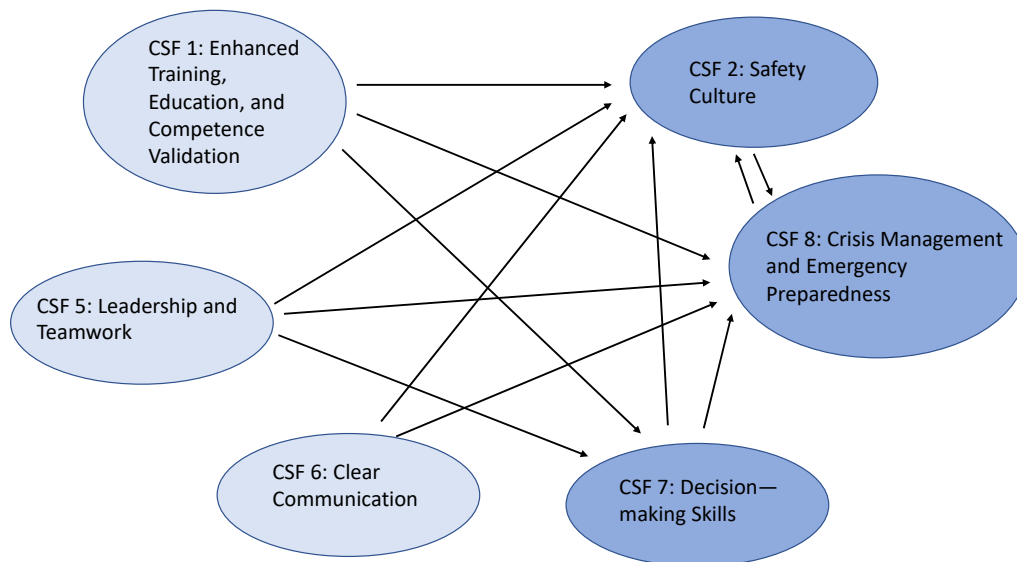 CSF 1: Enhanced
Training,
Education, and
Competence
Validation
CSF 2: Safety
Culture
CSF 8: Crisis Management
and Emergency
Preparedness
CSF 5: Leadership and
Teamwork
CSF 6: Clear
Communication
CSF 7: Decision—
making Skills